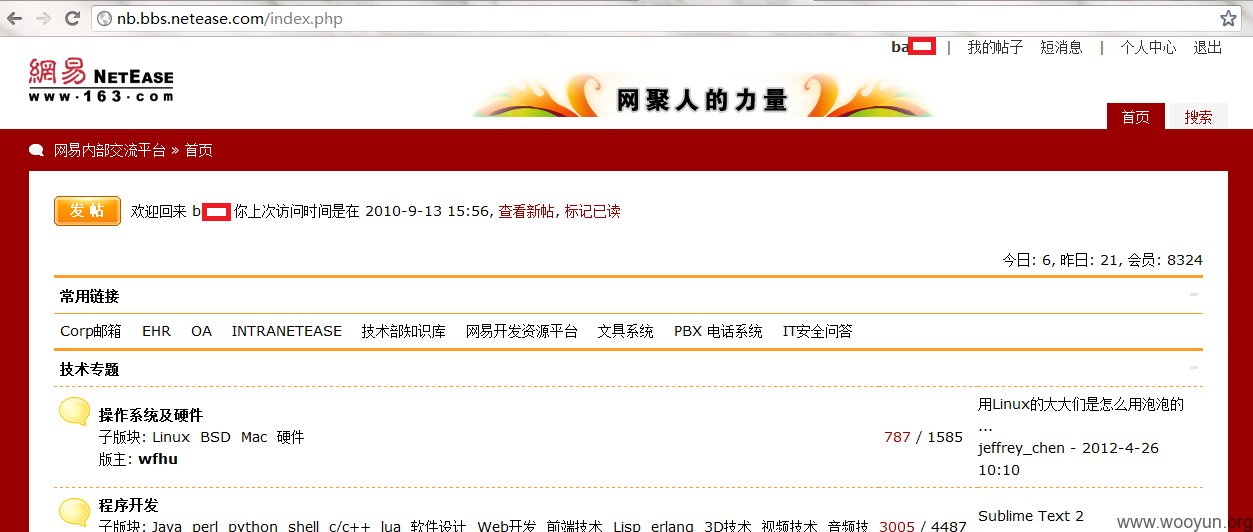 nb.bbs.netease.com/index.php
ba | 我的帖子 短消息 | 个人中心 退出
網易 NETEASE
www.163.com
网聚人的力量
首页 搜索
网易内部交流平台 » 首页
发帖 欢迎回来 b 你上次访问时间是在 2010-9-13 15:56, 查看新帖, 标记已读
今日: 6, 昨日: 21, 会员: 8324
常用链接
Corp邮箱 EHR OA INTRANETEASE 技术部知识库 网易开发资源平台 文具系统 PBX 电话系统 IT安全问答
技术专题
操作系统及硬件
子版块: Linux BSD Mac 硬件
版主: wfhu
787 / 1585
用Linux的大大们是怎么用泡泡的
...
jeffrey_chen - 2012-4-26
10:10
程序开发
子版块: Java perl python shell c/c++ lua 软件设计 Web开发 前端技术 Lisp erlang 3D技术 视频技术 音频技
3005 / 4487
Sublime Text 2
www.wooyun.org